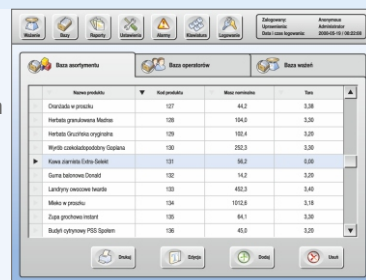 Ważenie Bazy Raporty Ustawienia Alarmy Klawiatura Logowanie
Zalogowany: Anonymous
Uprawnienia: Administrator
Data i czas logowania:
Baza asortymentu Baza operatorów Baza ważeń
Nazwa produktu Kod produktu Masa nominalna Tara
Oranżada w proszku 127 44,2 3,38
Herbata granulowana Madras 128 104,0 3,30
Herbata Gruzińska oryginalna 129 102,4 3,20
Wyrób czekoladopodobny Goplana 130 252,3 3,30
Kawa ziarnista Extra-Selekt 131 56,3 0,00
Guma balonowa Donald 132 14,2 3,20
Landryny owocowe twarde 133 452,3 3,40
Mleko w proszku 134 1012,6 3,18
Zupa grochowa instant 135 64,1 3,30
Budyń cytrynowy PSS Społem 136 45,0 3,20
Drukuj Edycja Dodaj Usuń